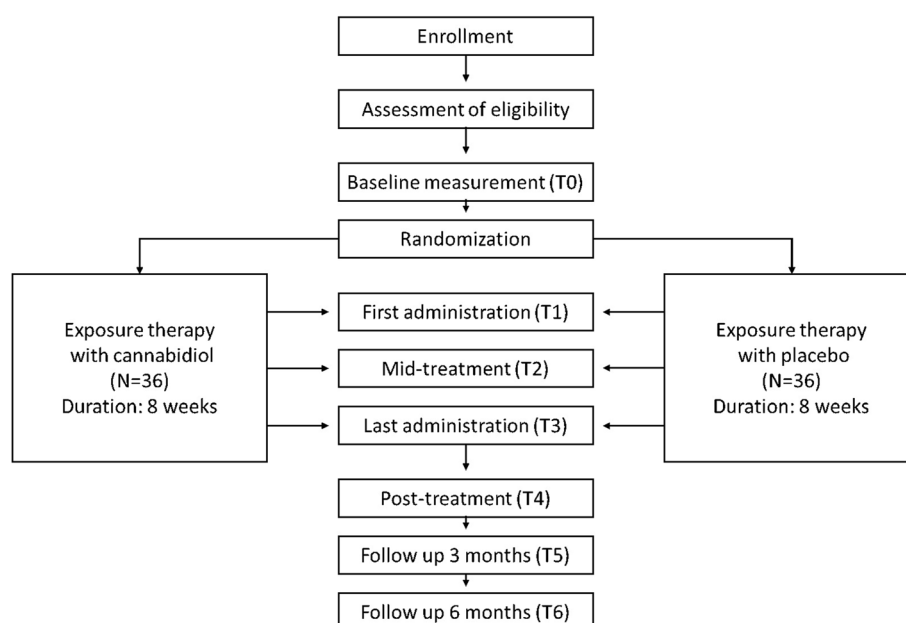 Enrollment
Assessment of eligibility
Baseline measurement (T0)
Randomization
Exposure therapy
with cannabidiol
(N=36)
Duration: 8 weeks
First administration (T1)
Mid-treatment (T2)
Last administration (T3)
Exposure therapy
with placebo
(N=36)
Duration: 8 weeks
Post-treatment (T4)
Follow up 3 months (T5)
Follow up 6 months (T6)